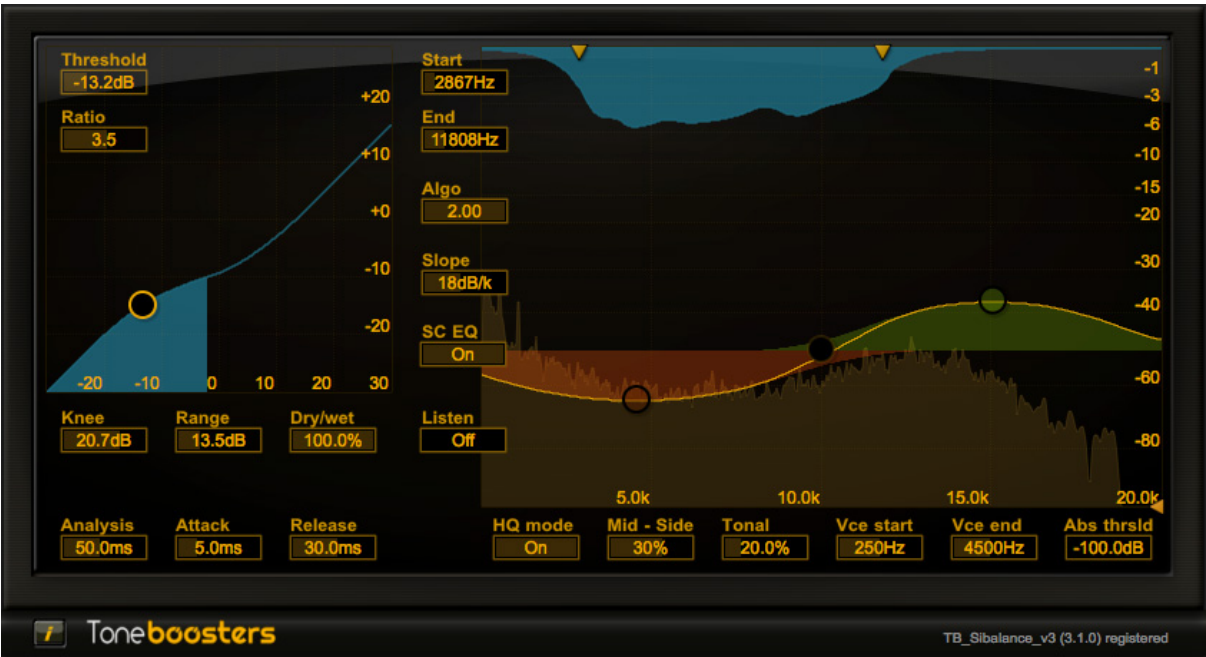 Threshold
-13.2dB
Ratio
3.5
+20
+10
+0
-10
-20
-20 -10 0 10 20 30
Start
2867Hz
End
11808Hz
Algo
2.00
Slope
18dB/k
SC EQ
On
Listen
Off
-1
-3
-6
-10
-15
-20
-30
-40
-60
-80
5.0k 10.0k 15.0k 20.0k
Knee Range Dry/wet
20.7dB 13.5dB 100.0%
Analysis Attack Release
50.0ms 5.0ms 30.0ms
HQ mode Mid - Side Tonal Vce start Vce end Abs thrsld
On 30% 20.0% 250Hz 4500Hz -100.0dB
i Toneboosters
TB_Sibalance_v3 (3.1.0) registered